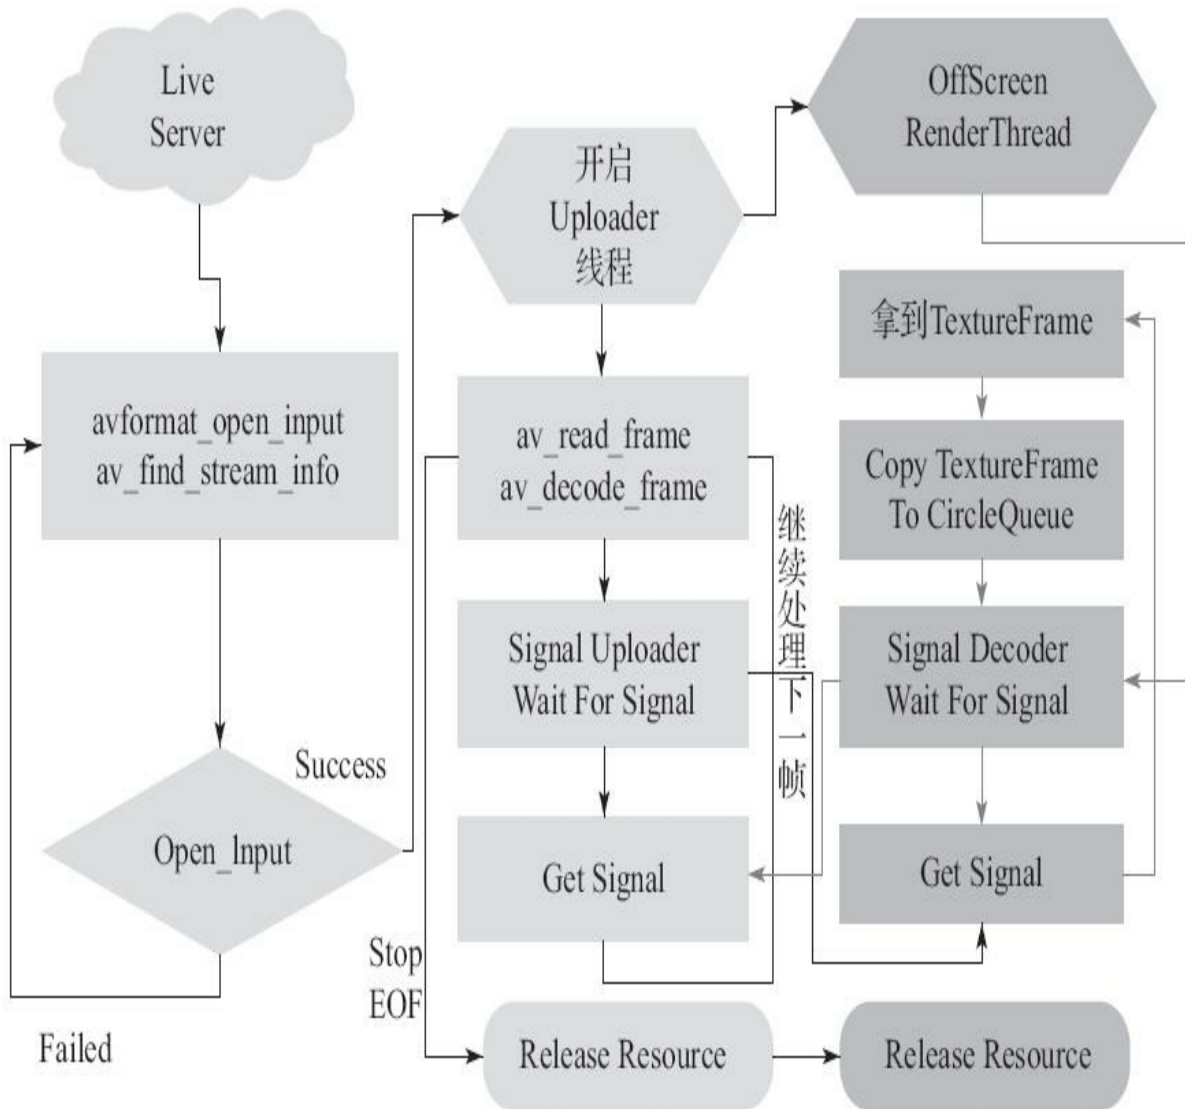 Live
Server
avformat_open_input
av_find_stream_info
Open_Input
Success
Failed
开启
Uploader
线程
av_read_frame
av_decode_frame
Signal Uploader
Wait For Signal
Get Signal
继续处理下一帧
Stop
EOF
Release Resource
OffScreen
RenderThread
拿到TextureFrame
Copy TextureFrame
To CircleQueue
Signal Decoder
Wait For Signal
Get Signal
Release Resource